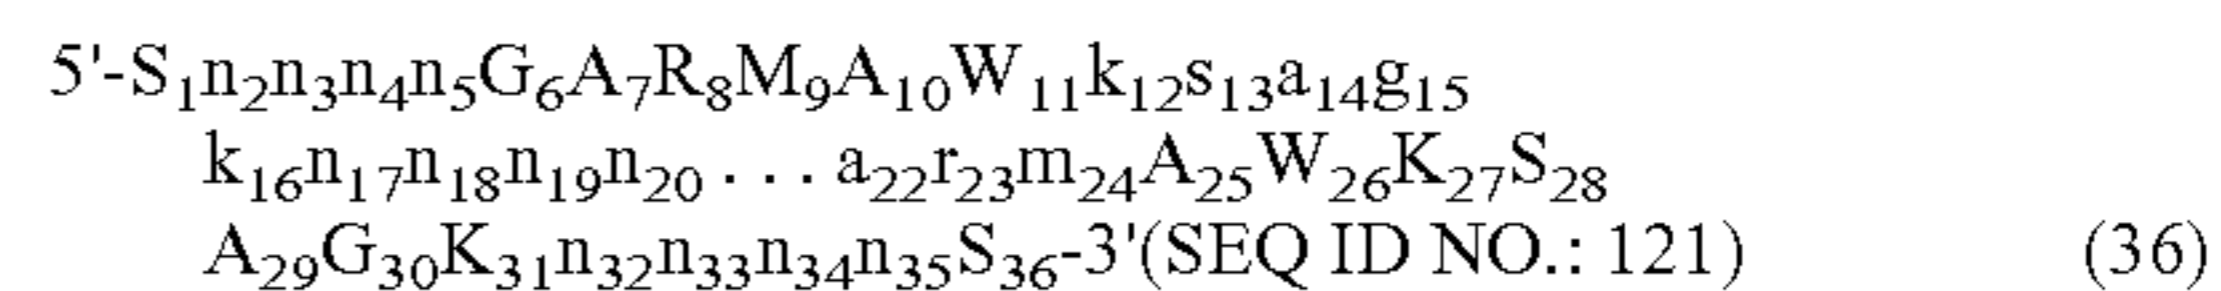 5'-S₁n₂n₃n₄n₅G₆A₇R₈M₉A₁₀W₁₁k₁₂s₁₃a₁₄g₁₅
k₁₆n₁₇n₁₈n₁₉n₂₀ . . . a₂₂r₂₃m₂₄A₂₅W₂₆K₂₇S₂₈
A₂₉G₃₀K₃₁n₃₂n₃₃n₃₄n₃₅S₃₆-3'(SEQ ID NO.: 121) (36)